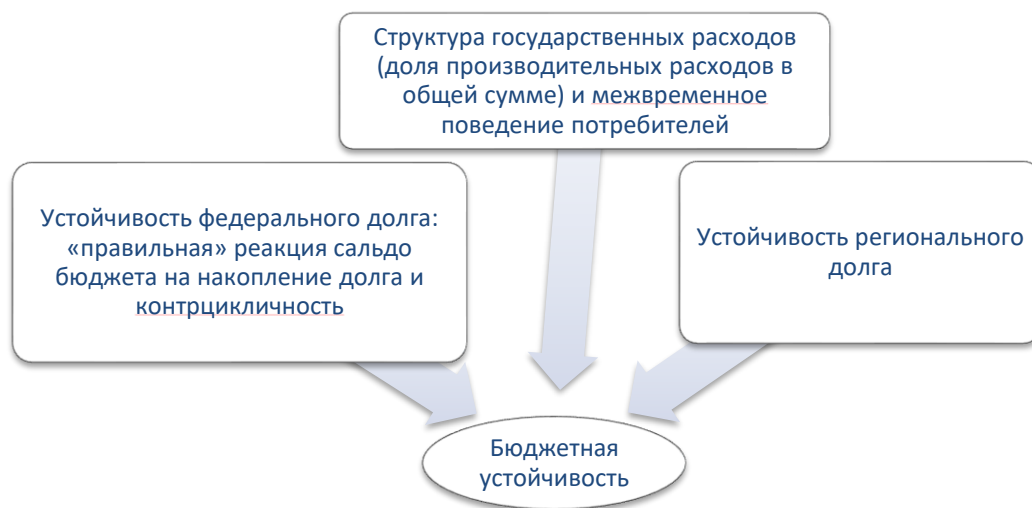 Структура государственных расходов
(доля производительных расходов в
общей сумме) и межвременное
поведение потребителей
Устойчивость федерального долга:
«правильная» реакция сальдо
бюджета на накопление долга и
контрцикличность
Устойчивость регионального
долга
Бюджетная
устойчивость